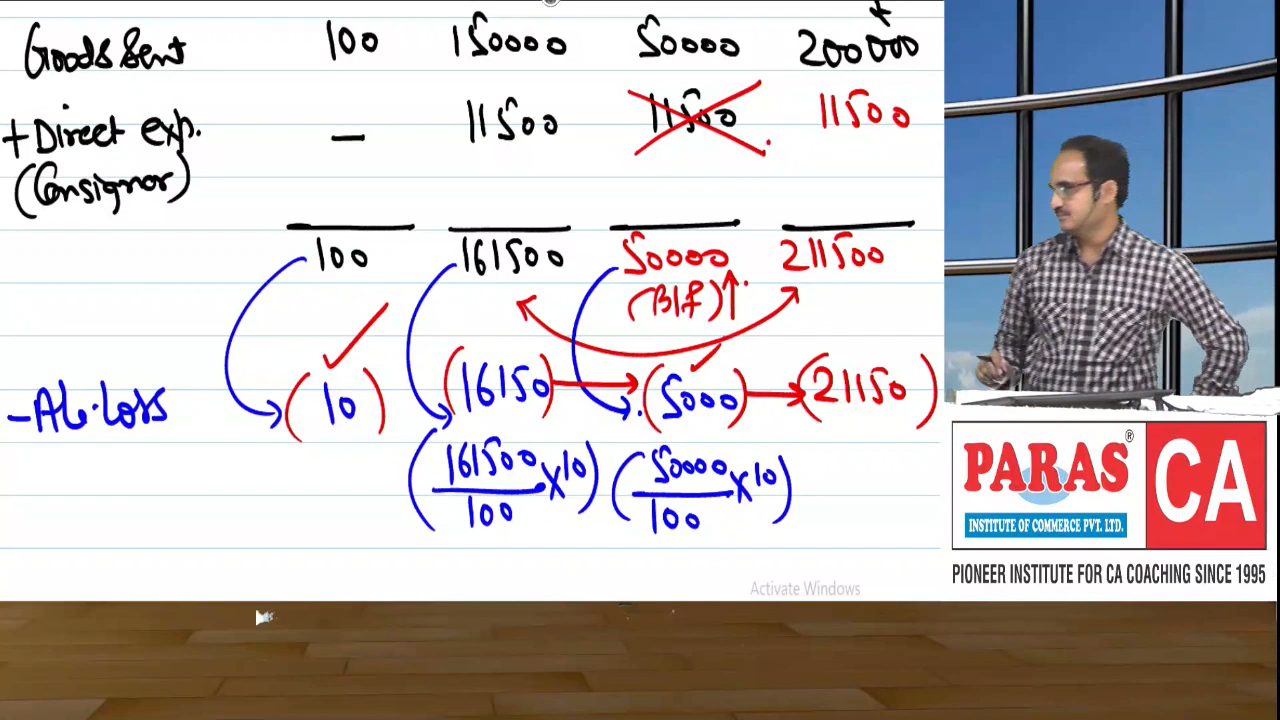 Goods Sent 100 150000 50000 200000
+ Direct exp. — 11500 11500 11500
(Consignor)
100 161500 50000 211500
(B/f) ↑
- Ab. Loss (10) (16150) → (5000) → (21150)
(161500/100 × 10) (50000/100 × 10)
PARAS ® CA
INSTITUTE OF COMMERCE PVT. LTD.
PIONEER INSTITUTE FOR CA COACHING SINCE 1995
Activate Windows